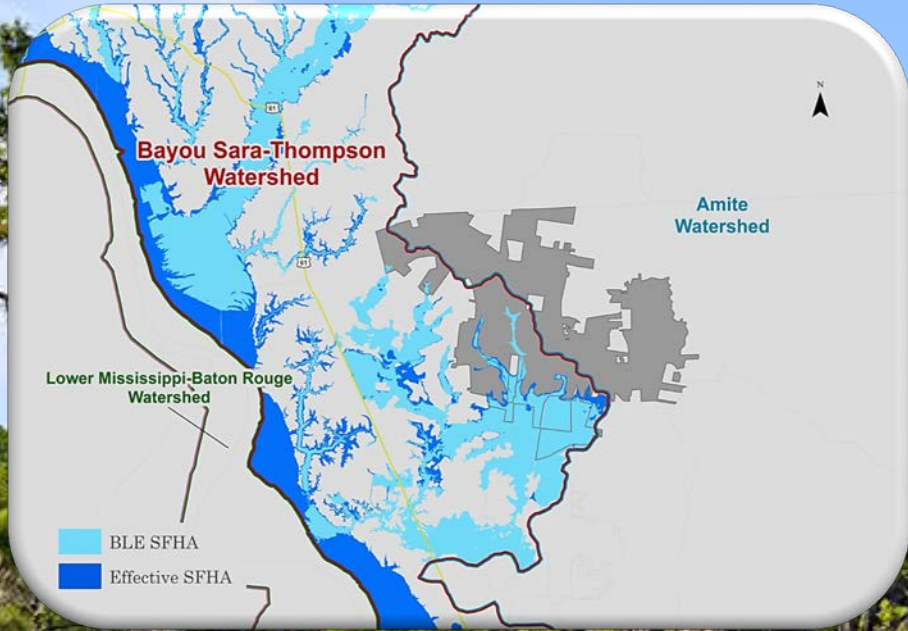 N
61
Bayou Sara-Thompson
Watershed
Amite
Watershed
61
Lower Mississippi-Baton Rouge
Watershed
BLE SFHA
Effective SFHA